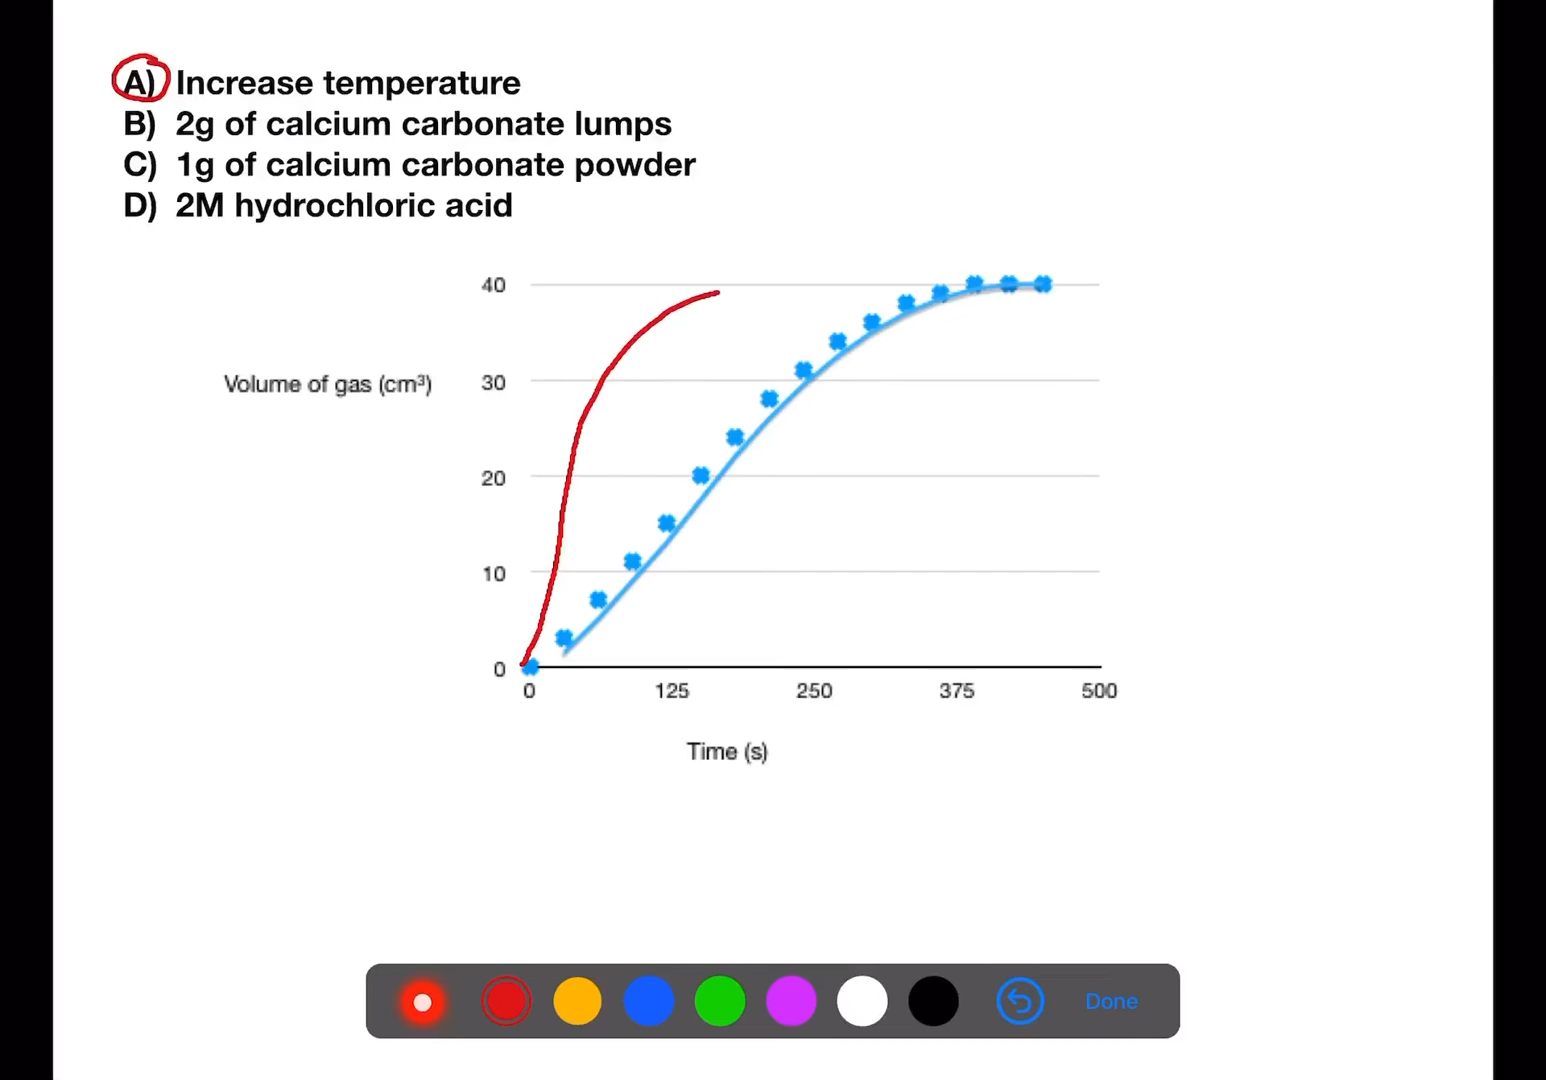 A) Increase temperature
B) 2g of calcium carbonate lumps
C) 1g of calcium carbonate powder
D) 2M hydrochloric acid
40
Volume of gas (cm³)
30
20
10
0
0 125 250 375 500
Time (s)
Done